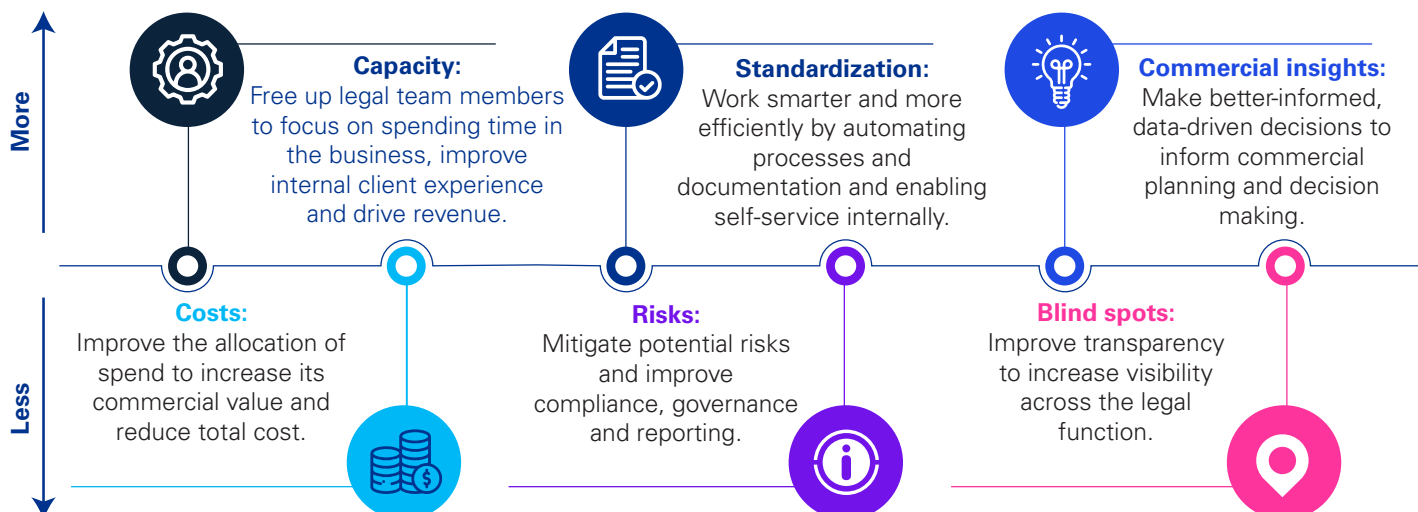 More
Capacity:
Free up legal team members
to focus on spending time in
the business, improve
internal client experience
and drive revenue.
Standardization:
Work smarter and more
efficiently by automating
processes and
documentation and enabling
self-service internally.
Commercial insights:
Make better-informed,
data-driven decisions to
inform commercial
planning and decision
making.
Less
Costs:
Improve the allocation of
spend to increase its
commercial value and
reduce total cost.
$
Risks:
Mitigate potential risks
and improve
compliance, governance
and reporting.
i
Blind spots:
Improve transparency
to increase visibility
across the legal
function.